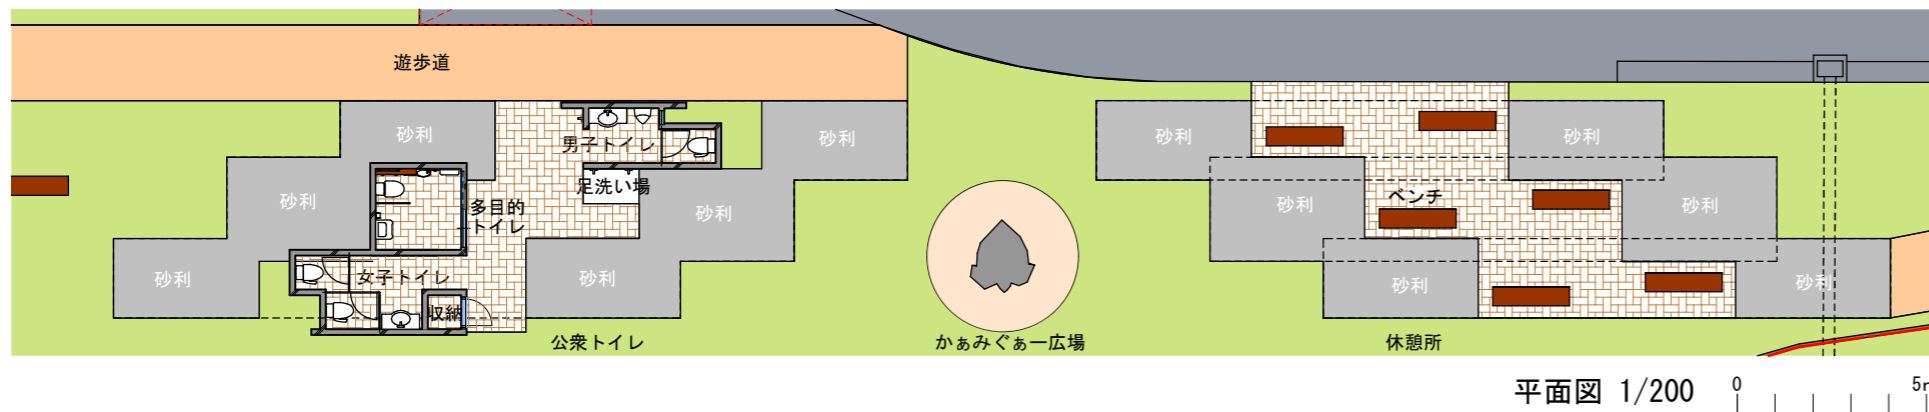 遊歩道
砂利
男子トイレ
砂利
砂利
砂利
足洗い場
砂利
多目的
トイレ
砂利
ベンチ
砂利
砂利
砂利
女子トイレ
砂利
砂利
砂利
収納
公衆トイレ
かぁみぐぁー広場
休憩所
平面図 1/200
0
5m